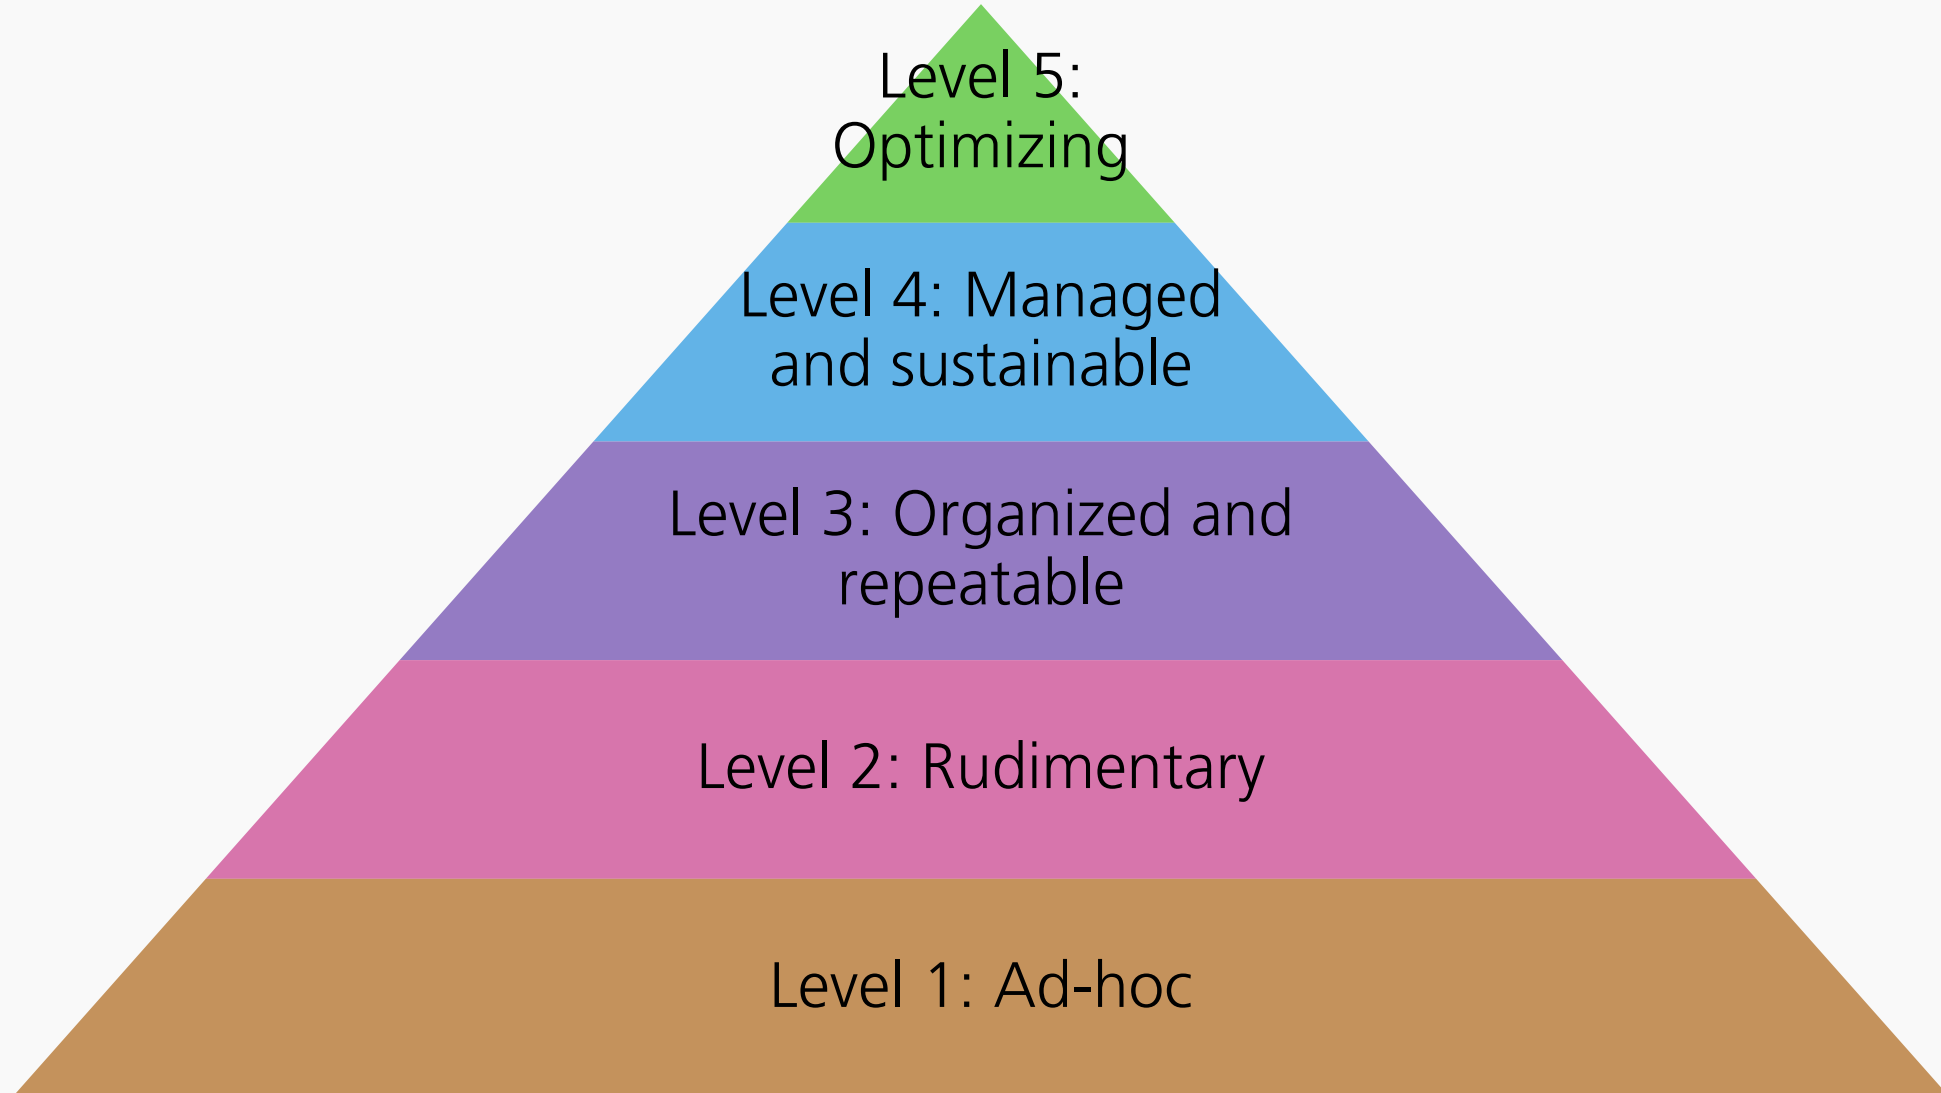 Level 5:
Optimizing
Level 4: Managed
and sustainable
Level 3: Organized and
repeatable
Level 2: Rudimentary
Level 1: Ad-hoc